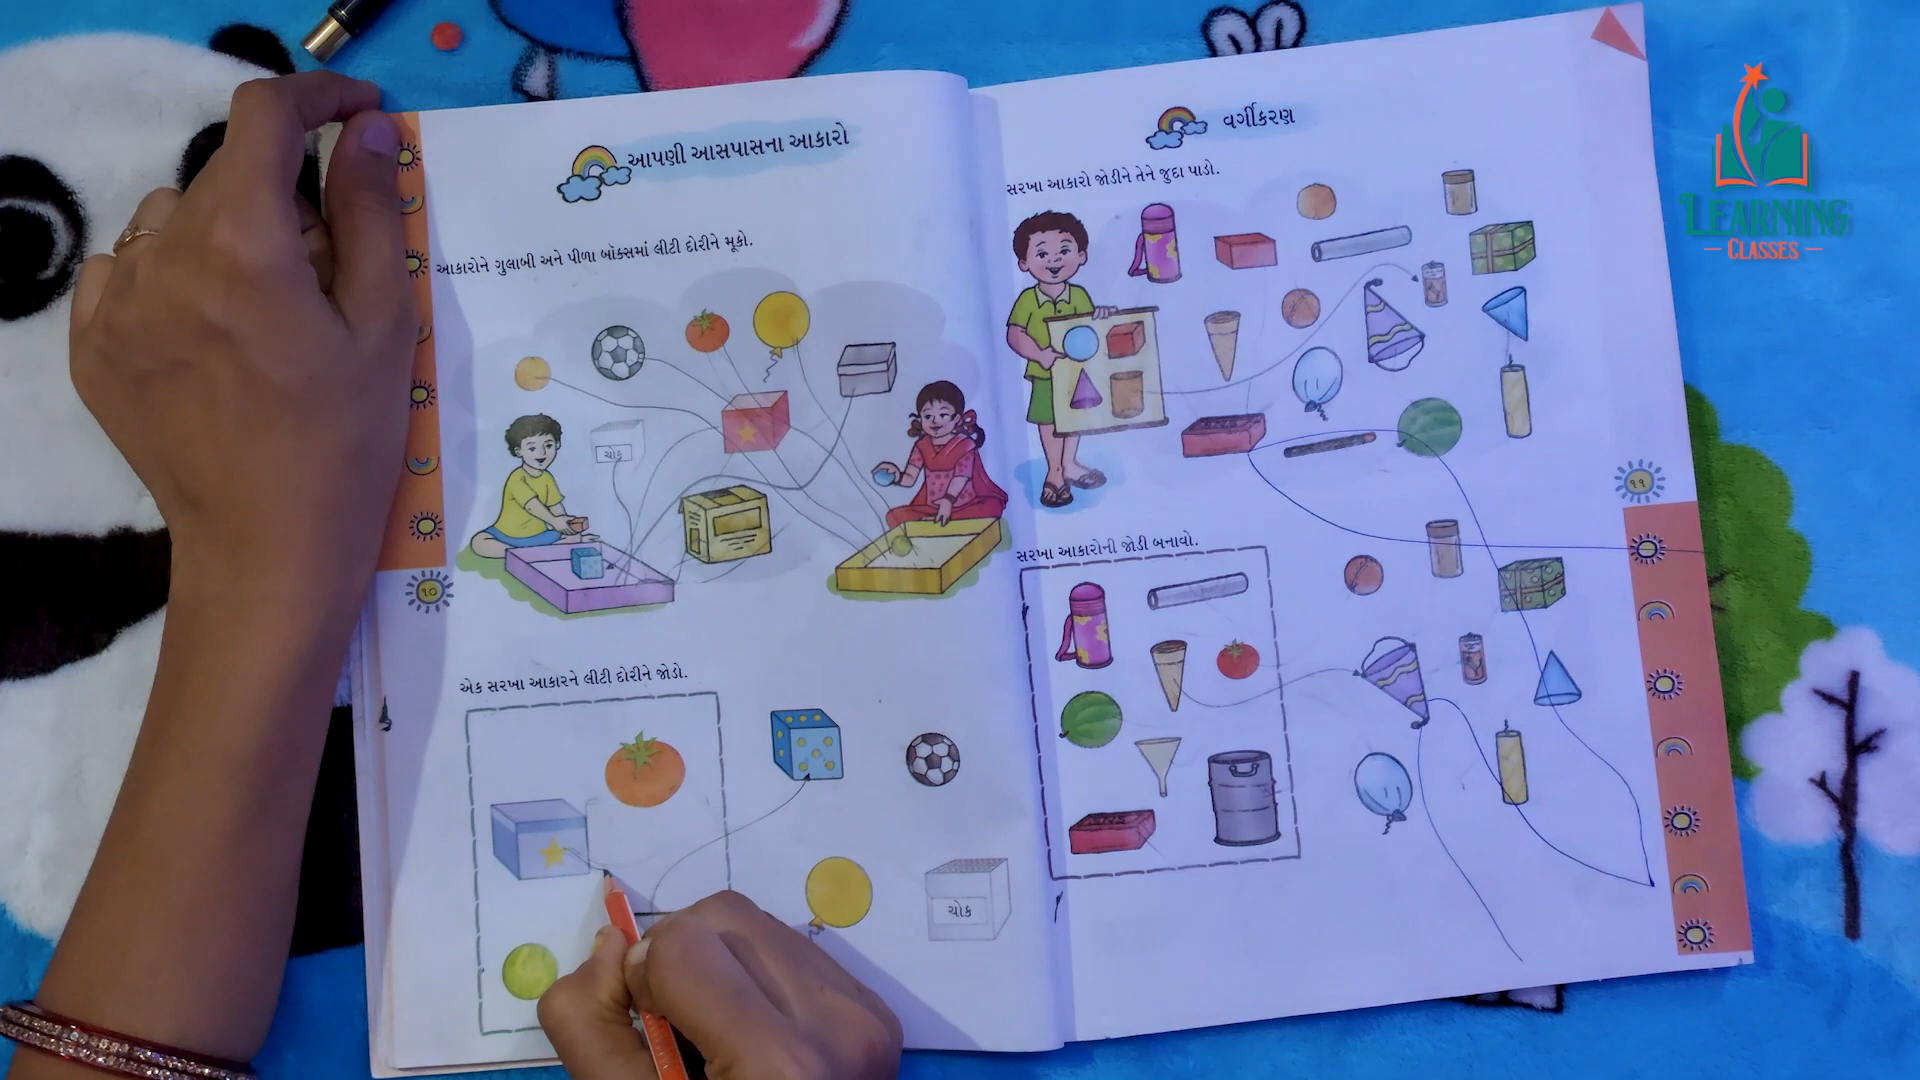 આપણી આસપાસના આકારો
આકારોને ગુલાબી અને પીળા બૉક્સમાં લીટી દોરીને મૂકો.
ચોક
૧૦
એક સરખા આકારને લીટી દોરીને જોડો.
ચોક
વર્ગીકરણ
સરખા આકારો જોડીને તેને જુદા પાડો.
૧૧
સરખા આકારોની જોડી બનાવો.
LEARNING
CLASSES